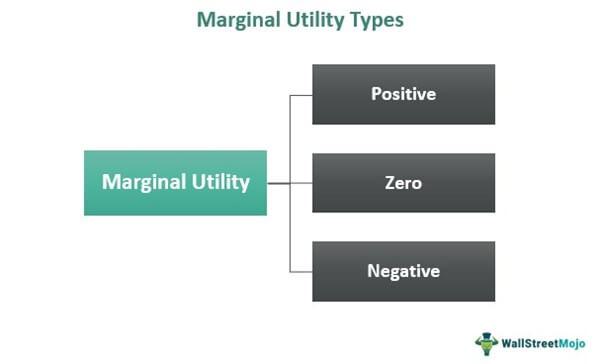 Marginal Utility Types
Positive
Marginal Utility
Zero
Negative
WallStreetMojo